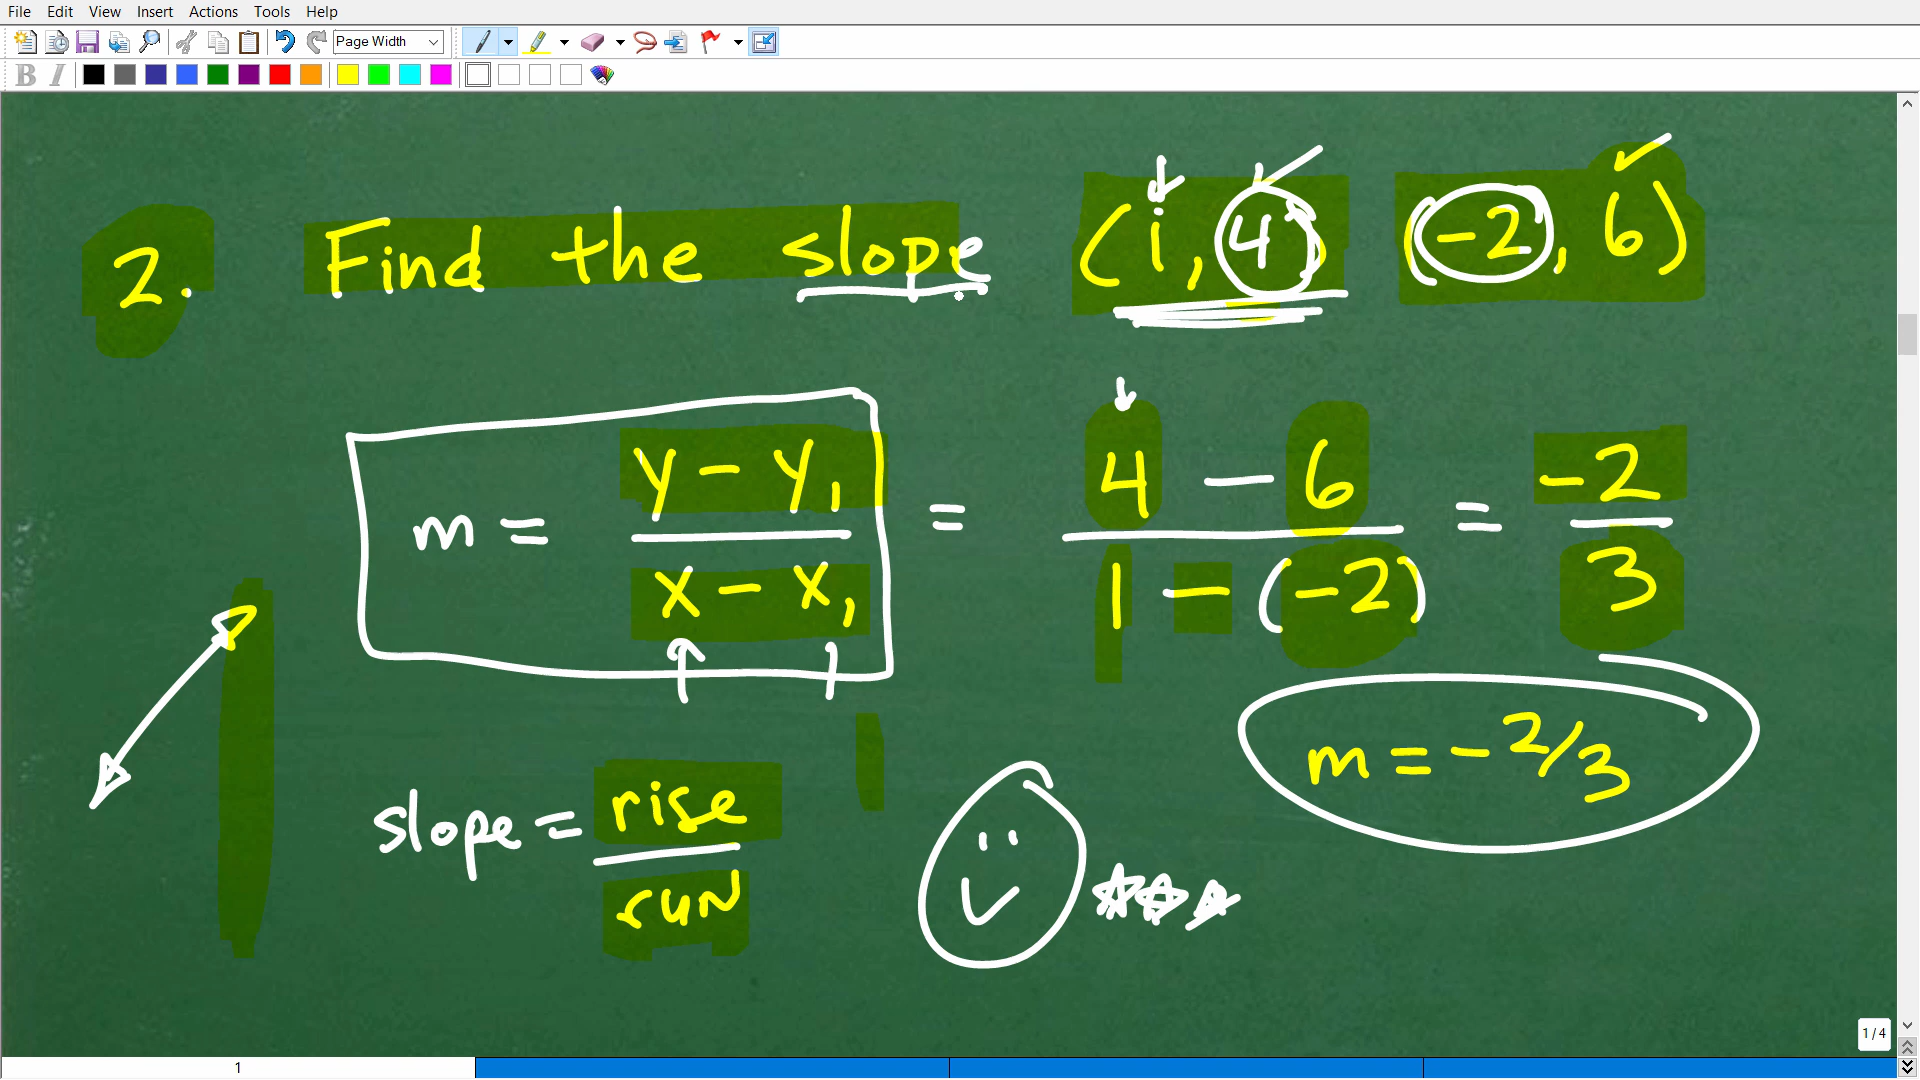 File Edit View Insert Actions Tools Help
Page Width
B I
2. Find the slope (1, 4) (-2, 6)
m = y - y1 / x - x1 = 4 - 6 / 1 - (-2) = -2 / 3
m = -2/3
slope = rise / run
1 / 4
1